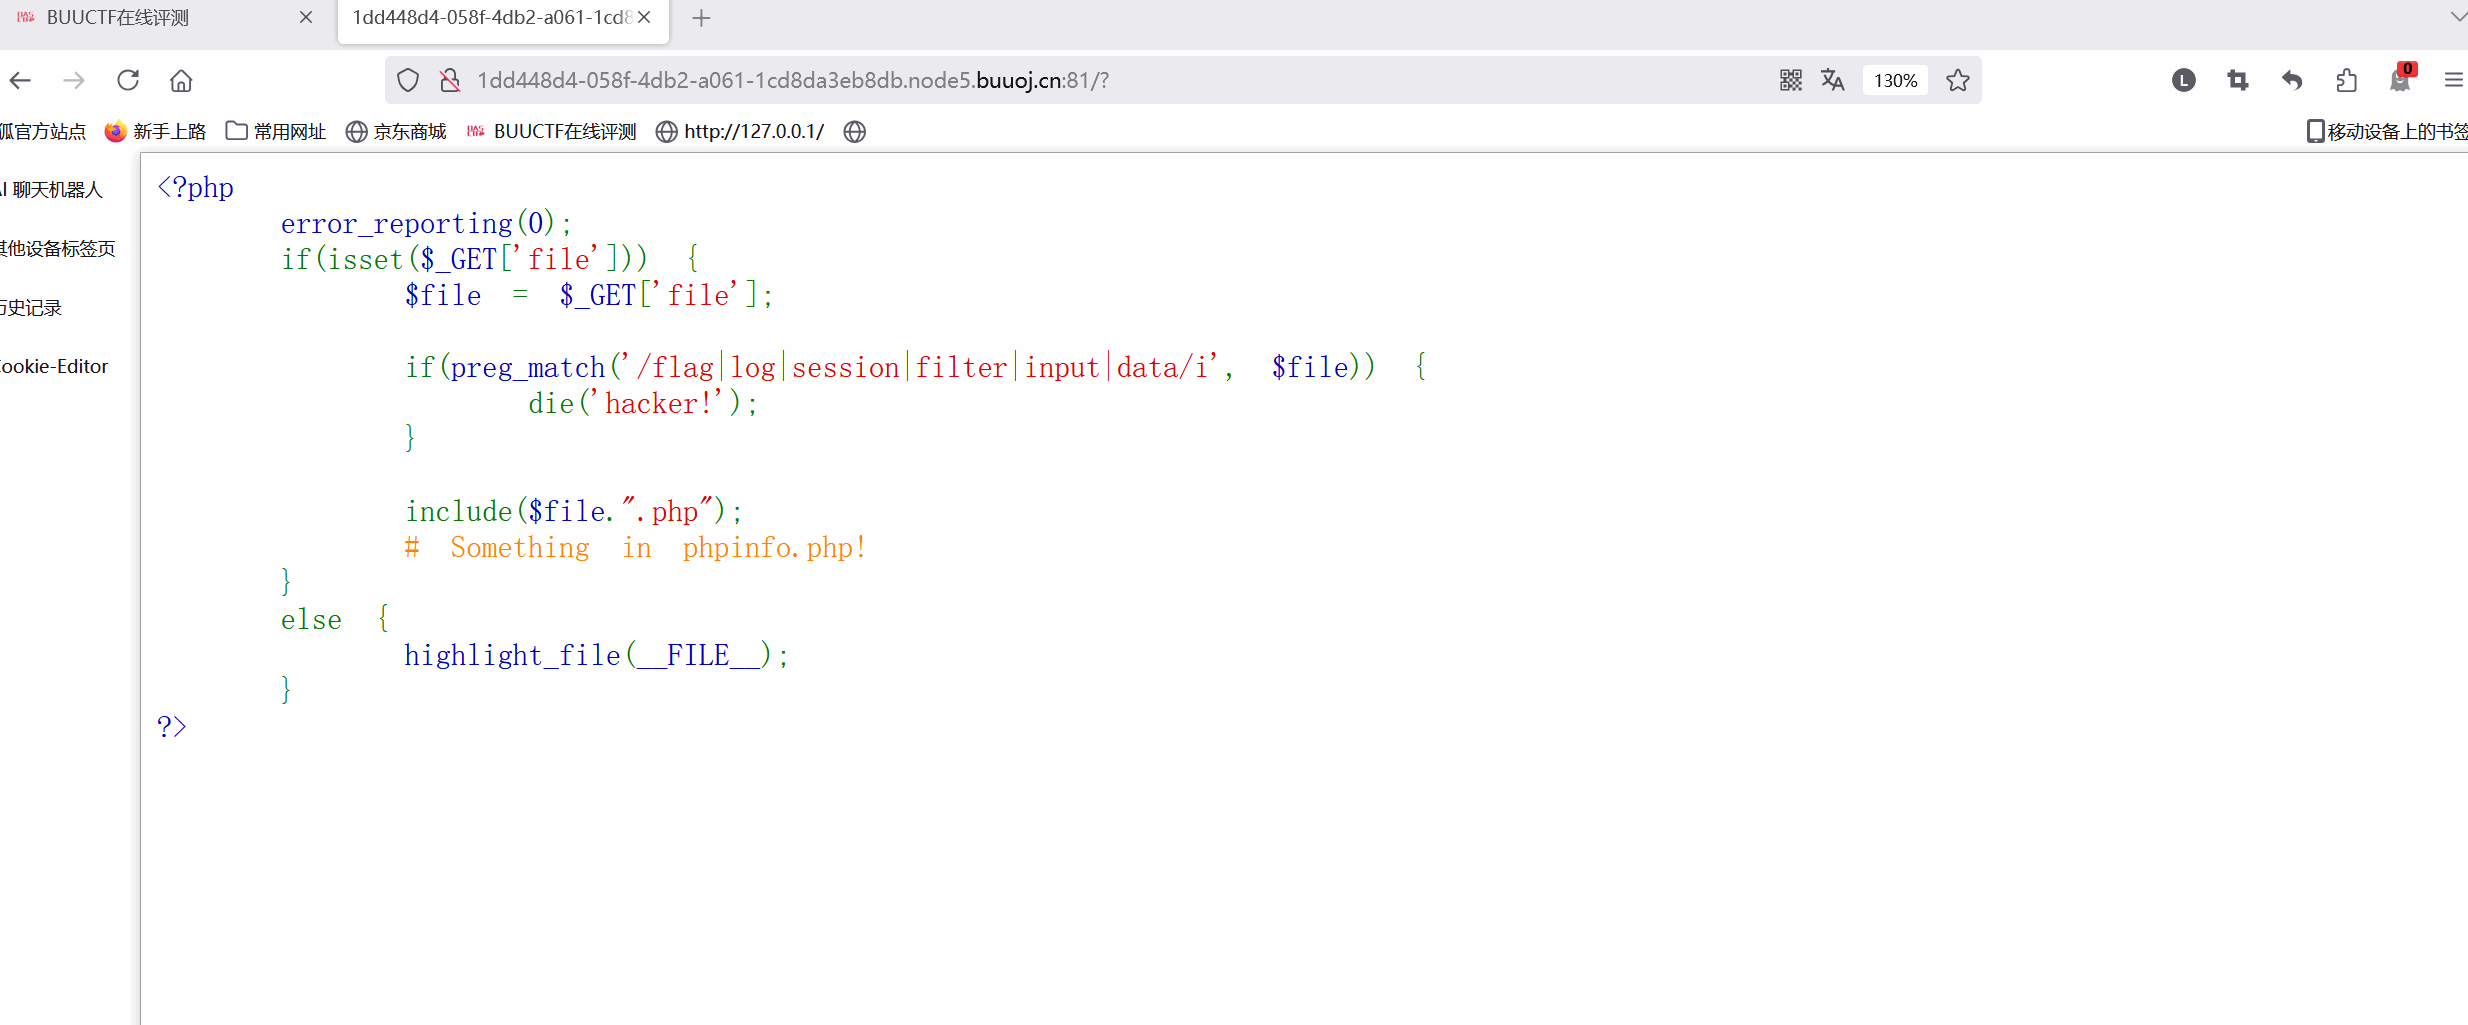 BUUCTF在线评测
1dd448d4-058f-4db2-a061-1cd8
1dd448d4-058f-4db2-a061-1cd8da3eb8db.node5.buuoj.cn:81/?
130%
L
0
狐官方站点
新手上路
常用网址
京东商城
BUUCTF在线评测
http://127.0.0.1/
移动设备上的书签
AI 聊天机器人
其他设备标签页
历史记录
Cookie-Editor
<?php
error_reporting(0);
if(isset($_GET['file'])) {
$file = $_GET['file'];
if(preg_match('/flag|log|session|filter|input|data/i', $file)) {
die('hacker!');
}
include($file.".php");
# Something in phpinfo.php!
}
else {
highlight_file(__FILE__);
}
?>